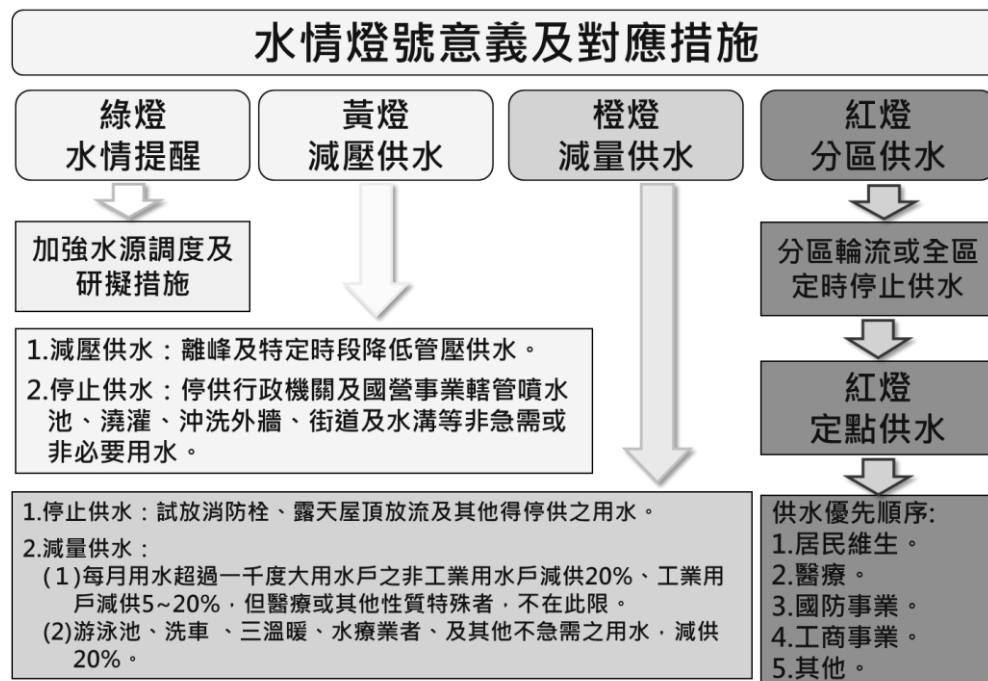 水情燈號意義及對應措施
綠燈
水情提醒
黃燈
減壓供水
橙燈
減量供水
紅燈
分區供水
加強水源調度及
研擬措施
1.減壓供水：離峰及特定時段降低管壓供水。
2.停止供水：停供行政機關及國營事業轄管噴水
池、澆灌、沖洗外牆、街道及水溝等非急需或
非必要用水。
1.停止供水：試放消防栓、露天屋頂放流及其他得停供之用水。
2.減量供水：
(1)每月用水超過一千度大用水戶之非工業用水戶減供20%、工業用
戶減供5~20%，但醫療或其他性質特殊者，不在此限。
(2)游泳池、洗車、三溫暖、水療業者、及其他不急需之用水，減供
20%。
分區輪流或全區
定時停止供水
紅燈
定點供水
供水優先順序:
1.居民維生。
2.醫療。
3.國防事業。
4.工商事業。
5.其他。